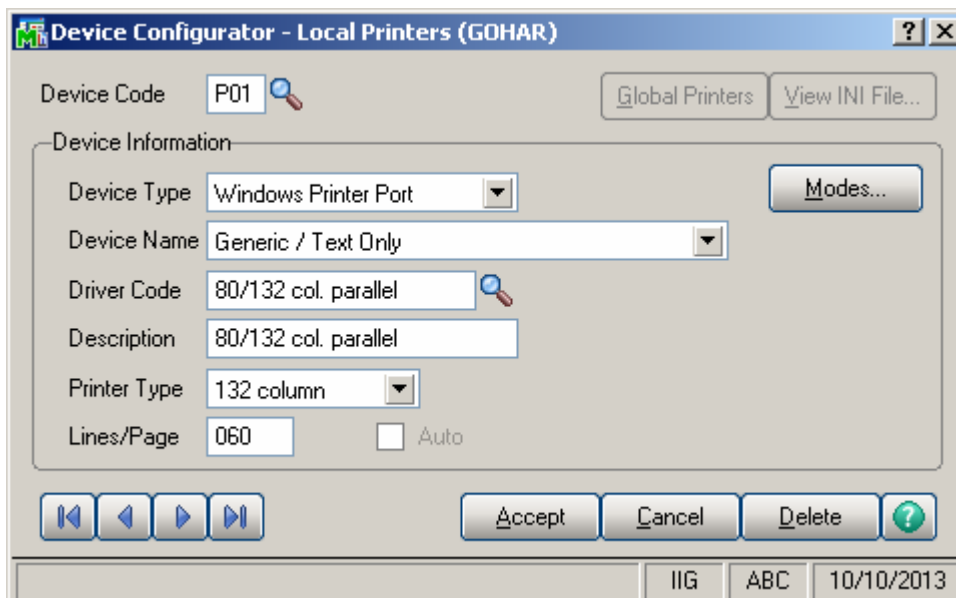 Device Configurator - Local Printers (GOHAR)
Device Code P01 Global Printers View INI File...
Device Information
Device Type Windows Printer Port Modes...
Device Name Generic / Text Only
Driver Code 80/132 col. parallel
Description 80/132 col. parallel
Printer Type 132 column
Lines/Page 060 Auto
Accept Cancel Delete
IIG ABC 10/10/2013